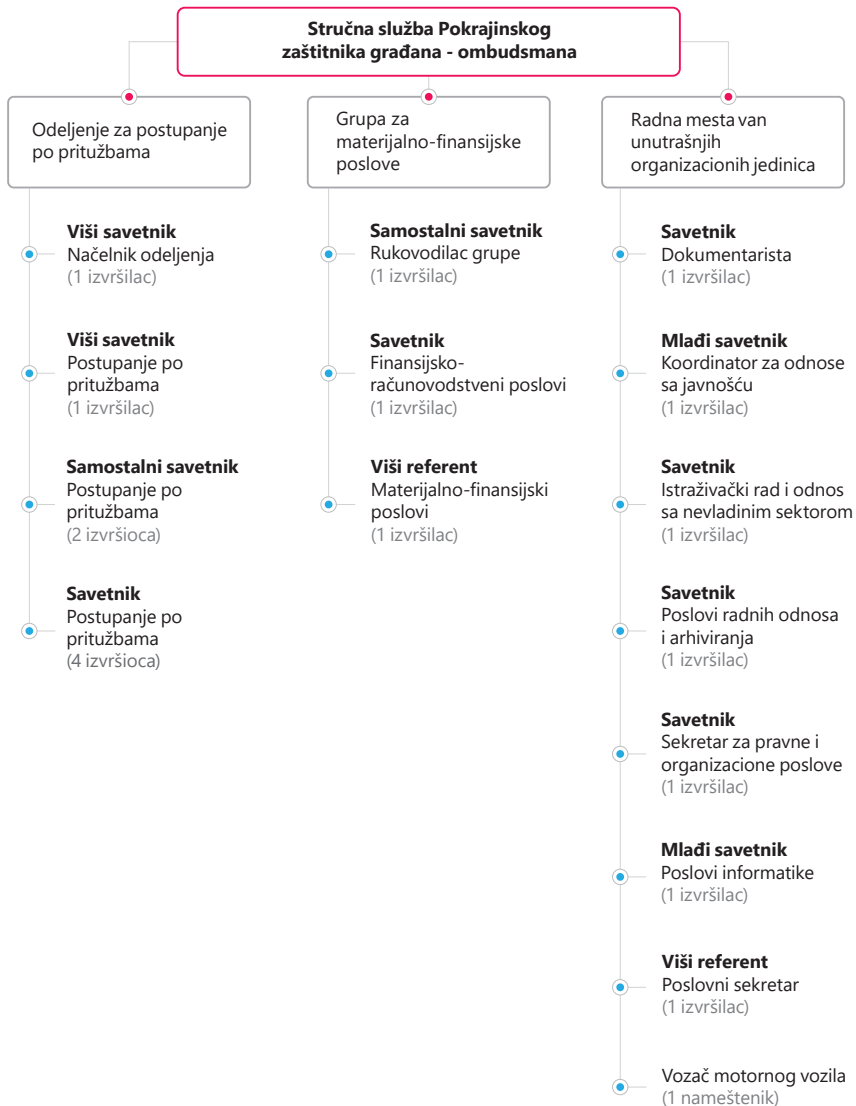 Stručna služba Pokrajinskog
zaštitnika građana - ombudsmana
Odeljenje za postupanje
po pritužbama
Viši savetnik
Načelnik odeljenja
(1 izvršilac)
Viši savetnik
Postupanje po
pritužbama
(1 izvršilac)
Samostalni savetnik
Postupanje po
pritužbama
(2 izvršioca)
Savetnik
Postupanje po
pritužbama
(4 izvršioca)
Grupa za
materijalno-finansijske
poslove
Samostalni savetnik
Rukovodilac grupe
(1 izvršilac)
Savetnik
Finansijsko-
računovodstveni poslovi
(1 izvršilac)
Viši referent
Materijalno-finansijski
poslovi
(1 izvršilac)
Radna mesta van
unutrašnjih
organizacionih jedinica
Savetnik
Dokumentarista
(1 izvršilac)
Mlađi savetnik
Koordinator za odnose
sa javnošću
(1 izvršilac)
Savetnik
Istraživački rad i odnos
sa nevladinim sektorom
(1 izvršilac)
Savetnik
Poslovi radnih odnosa
i arhiviranja
(1 izvršilac)
Savetnik
Sekretar za pravne i
organizacione poslove
(1 izvršilac)
Mlađi savetnik
Poslovi informatike
(1 izvršilac)
Viši referent
Poslovni sekretar
(1 izvršilac)
Vozač motornog vozila
(1 nameštenik)